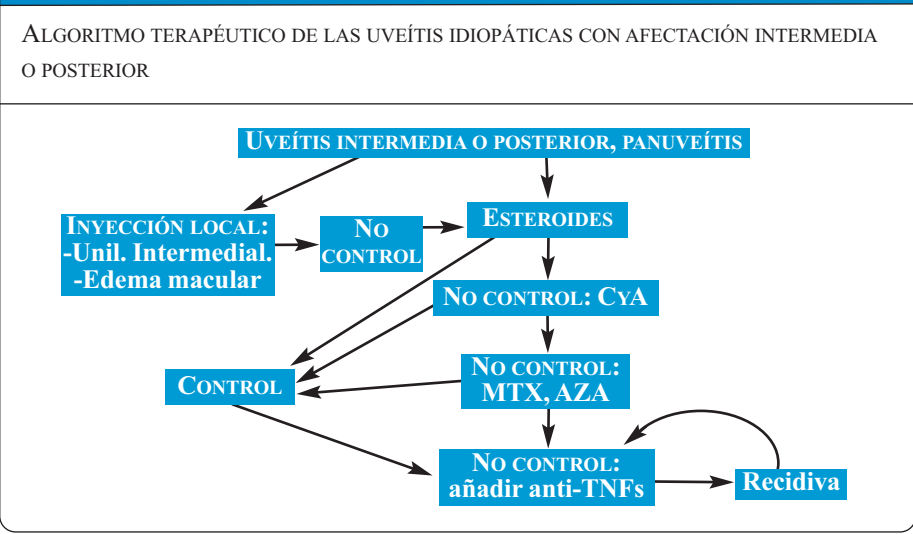 ALGORITMO TERAPÉUTICO DE LAS UVEÍTIS IDIOPÁTICAS CON AFECTACIÓN INTERMEDIA
O POSTERIOR
UVEÍTIS INTERMEDIA O POSTERIOR, PANUVEÍTIS
INYECCIÓN LOCAL:
-Unil. Intermedial.
-Edema macular
NO
CONTROL
ESTEROIDES
NO CONTROL: CYA
CONTROL
NO CONTROL:
MTX, AZA
NO CONTROL:
añadir anti-TNFs
Recidiva